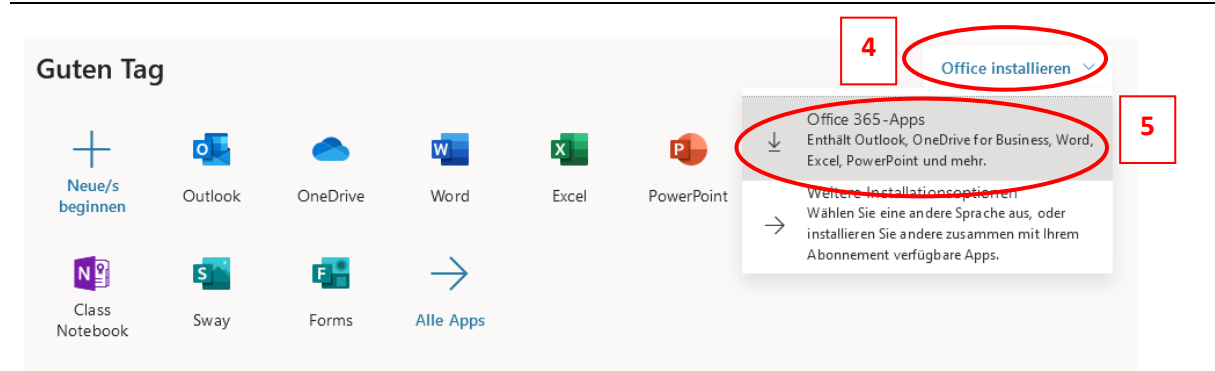 4
Guten Tag
Office installieren
5
Office 365-Apps
Enthält Outlook, OneDrive for Business, Word,
Excel, PowerPoint und mehr.
Weitere Installationsoptionen
Wählen Sie eine andere Sprache aus, oder
installieren Sie andere zusammen mit Ihrem
Abonnement verfügbare Apps.
Neue/s
beginnen
Outlook
OneDrive
Word
Excel
PowerPoint
Class
Notebook
Sway
Forms
Alle Apps